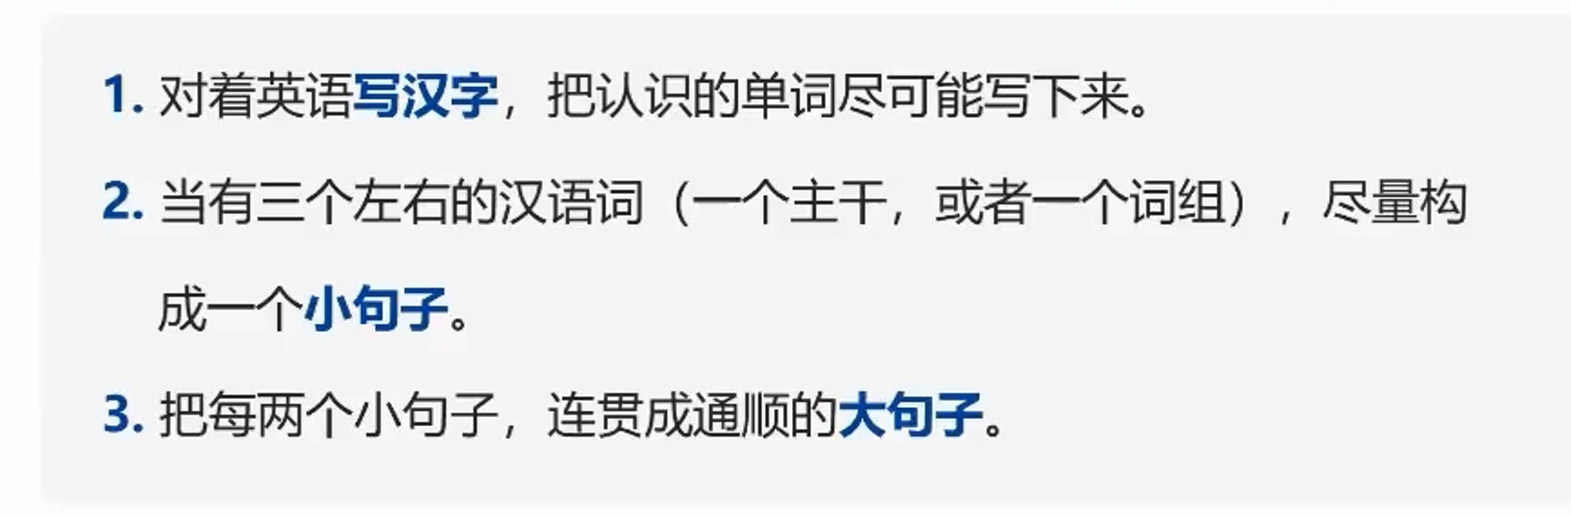 1. 对着英语写汉字，把认识的单词尽可能写下来。
2. 当有三个左右的汉语词（一个主干，或者一个词组），尽量构
成一个小句子。
3. 把每两个小句子，连贯成通顺的大句子。